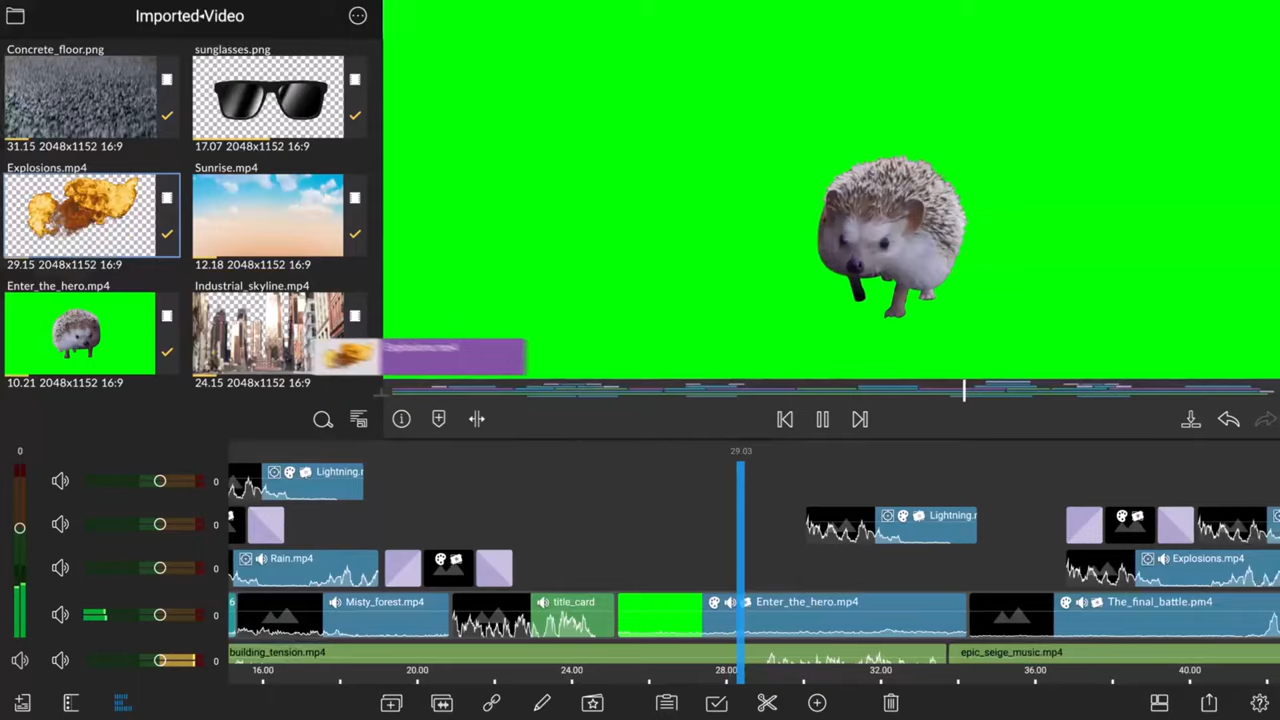 Imported•Video
Concrete_floor.png
sunglasses.png
31.15 2048x1152 16:9
17.07 2048x1152 16:9
Explosions.mp4
Sunrise.mp4
29.15 2048x1152 16:9
12.18 2048x1152 16:9
Enter_the_hero.mp4
Industrial_skyline.mp4
10.21 2048x1152 16:9
24.15 2048x1152 16:9
0
29.03
Lightning.r
0
Lightning.r
0
Rain.mp4
Explosions.mp4
0
6
Misty_forest.mp4
title_card
Enter_the_hero.mp4
The_final_battle.pm4
0
building_tension.mp4
epic_seige_music.mp4
0
16.00
20.00
24.00
28.00
32.00
36.00
40.00